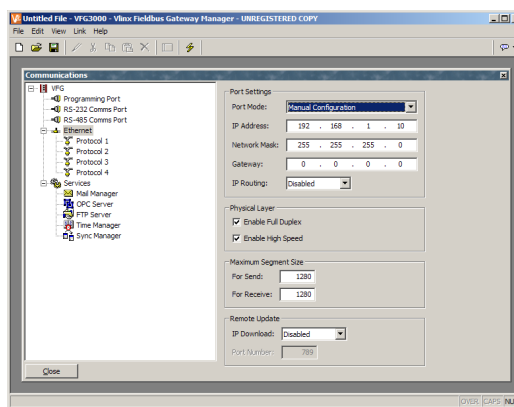 Untitled File - VFG3000 - Vlinx Fieldbus Gateway Manager - UNREGISTERED COPY
File Edit View Link Help
Communications
VFG
Programming Port
RS-232 Comms Port
RS-485 Comms Port
Ethernet
Protocol 1
Protocol 2
Protocol 3
Protocol 4
Services
Mail Manager
OPC Server
FTP Server
Time Manager
Sync Manager
Port Settings
Port Mode: Manual Configuration
IP Address: 192 . 168 . 1 . 10
Network Mask: 255 . 255 . 255 . 0
Gateway: 0 . 0 . 0 . 0
IP Routing: Disabled
Physical Layer
Enable Full Duplex
Enable High Speed
Maximum Segment Size
For Send: 1280
For Receive: 1280
Remote Update
IP Download: Disabled
Port Number: 789
Close
OVER CAPS NU